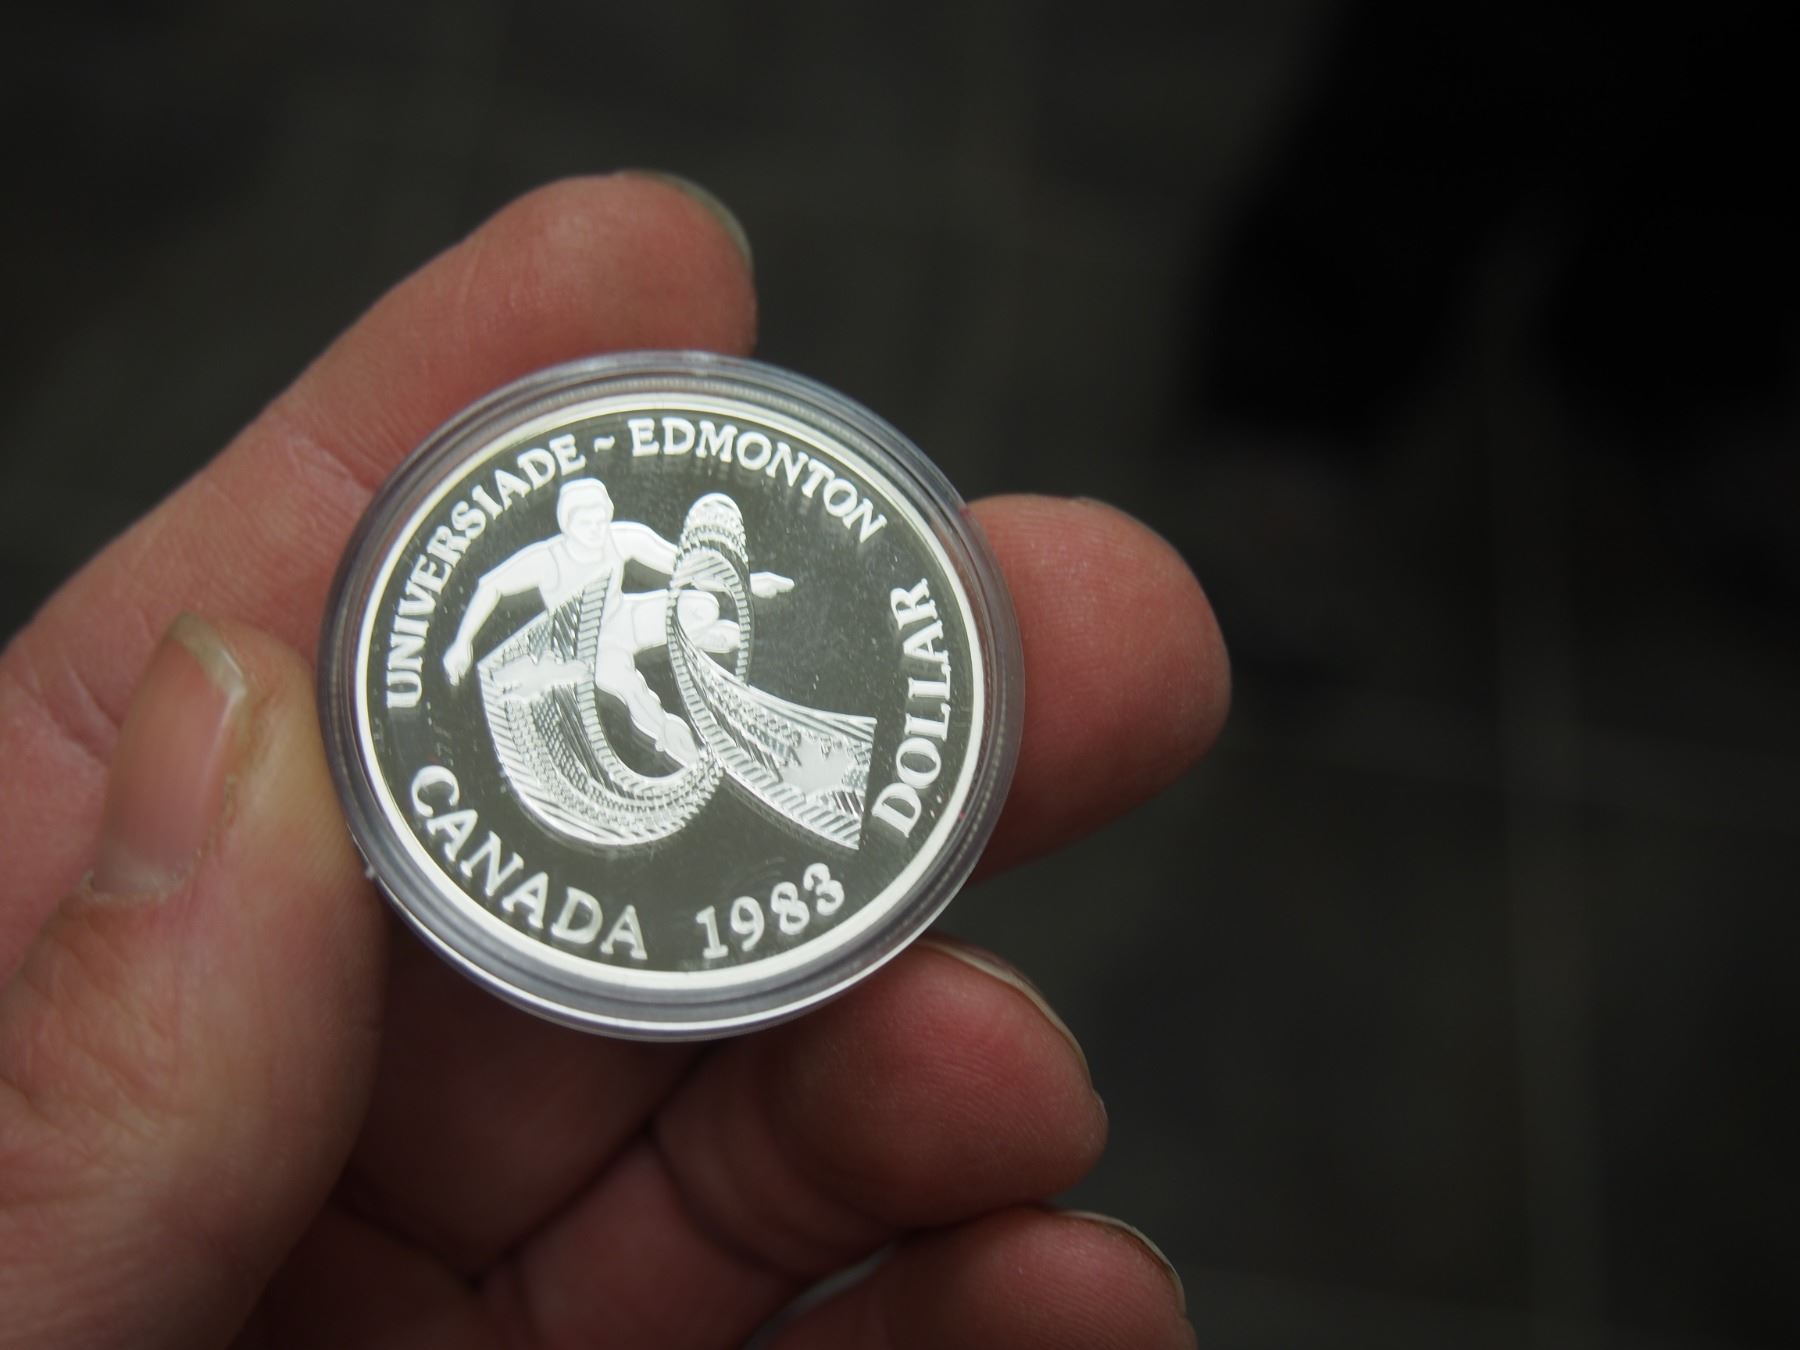 UNIVERSIADE ~ EDMONTON
DOLLAR
CANADA 1983